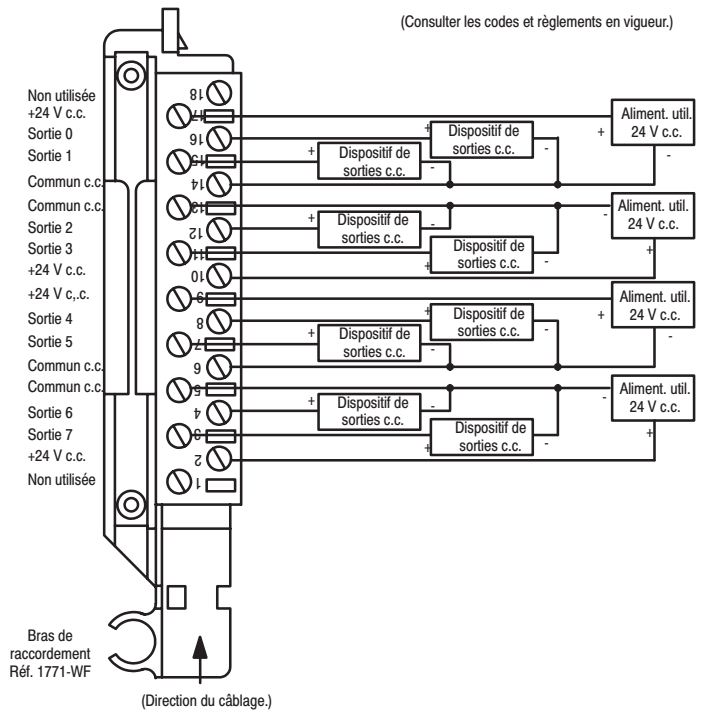 (Consulter les codes et règlements en vigueur.)
Non utilisée
+24 V c.c.
Sortie 0
Sortie 1
Commun c.c.
Commun c.c.
Sortie 2
Sortie 3
+24 V c.c.
+24 V c,.c.
Sortie 4
Sortie 5
Commun c.c.
Commun c.c.
Sortie 6
Sortie 7
+24 V c.c.
Non utilisée
18
17
16
15
14
13
12
11
10
9
8
7
6
5
4
3
2
1
+
Dispositif de
sorties c.c.
-
+
Dispositif de
sorties c.c.
-
+
Aliment. util.
24 V c.c.
-
+
Dispositif de
sorties c.c.
-
+
Dispositif de
sorties c.c.
-
-
Aliment. util.
24 V c.c.
+
+
Dispositif de
sorties c.c.
-
+
Dispositif de
sorties c.c.
-
+
Aliment. util.
24 V c.c.
-
+
Dispositif de
sorties c.c.
-
+
Dispositif de
sorties c.c.
-
-
Aliment. util.
24 V c.c.
+
Bras de
raccordement
Réf. 1771-WF
(Direction du câblage.)